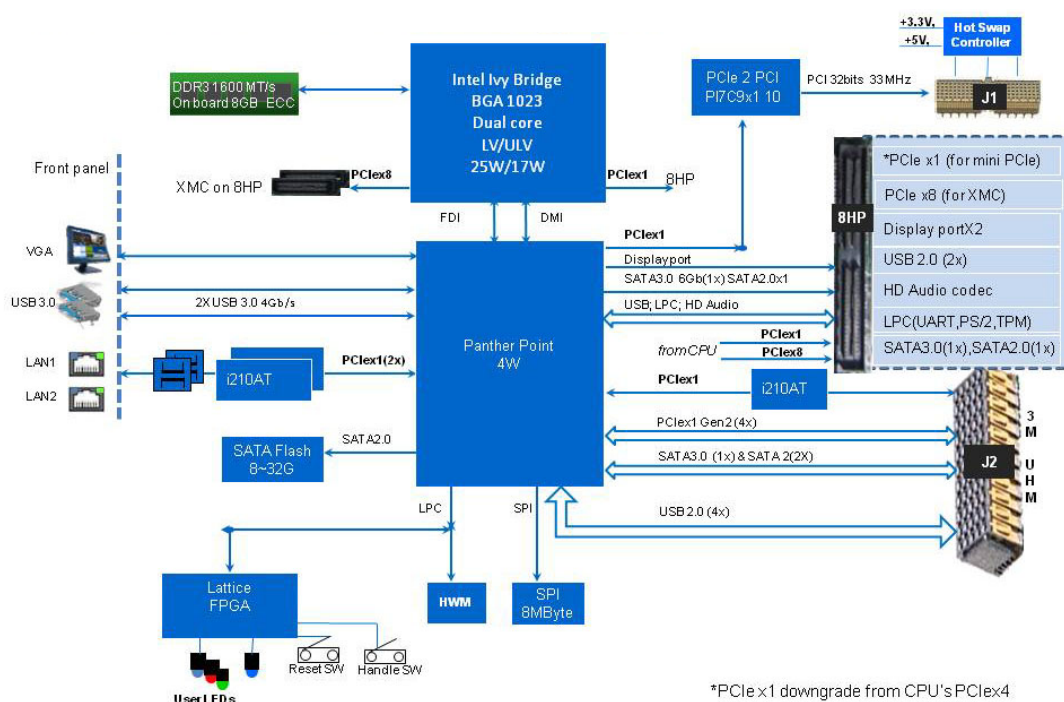 +3.3V,
+5V,
Hot Swap
Controller
Intel Ivy Bridge
BGA 1023
Dual core
LV/ULV
25W/17W
DDR3 1600 MT/s
On board 8GB ECC
PCIe 2 PCI
PI7C9x1 10
PCI 32bits 33MHz
J1
Front panel
XMC on 8HP
PCIex8
PCIex1
8HP
FDI
DMI
8HP
*PCIe x1 (for mini PCIe)
PCIe x8 (for XMC)
Display portX2
USB 2.0 (2x)
HD Audio codec
LPC(UART,PS/2,TPM)
SATA3.0(1x),SATA2.0(1x)
VGA
USB 3.0
2X USB 3.0 4Gb/s
LAN1
LAN2
i210AT
PCIex1(2x)
Panther Point
4W
PCIex1
Displayport
SATA3.0 6Gb(1x) SATA2.0x1
USB; LPC; HD Audio
PCIex1
fromCPU
PCIex8
PCIex1
i210AT
PCIex1 Gen2 (4x)
SATA3.0 (1x) & SATA 2(2X)
USB 2.0 (4x)
J2
3
M
U
H
M
SATA Flash
8~32G
SATA2.0
LPC
SPI
Lattice
FPGA
HWM
SPI
8MByte
Reset SW
Handle SW
User LEDs
*PCIe x1 downgrade from CPU's PCIex4